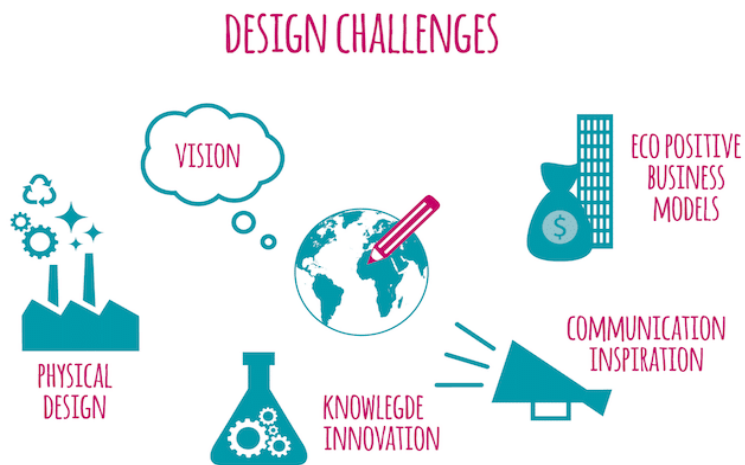 DESIGN CHALLENGES
VISION
ECO POSITIVE
BUSINESS
MODELS
$
COMMUNICATION
INSPIRATION
PHYSICAL
DESIGN
KNOWLEGDE
INNOVATION